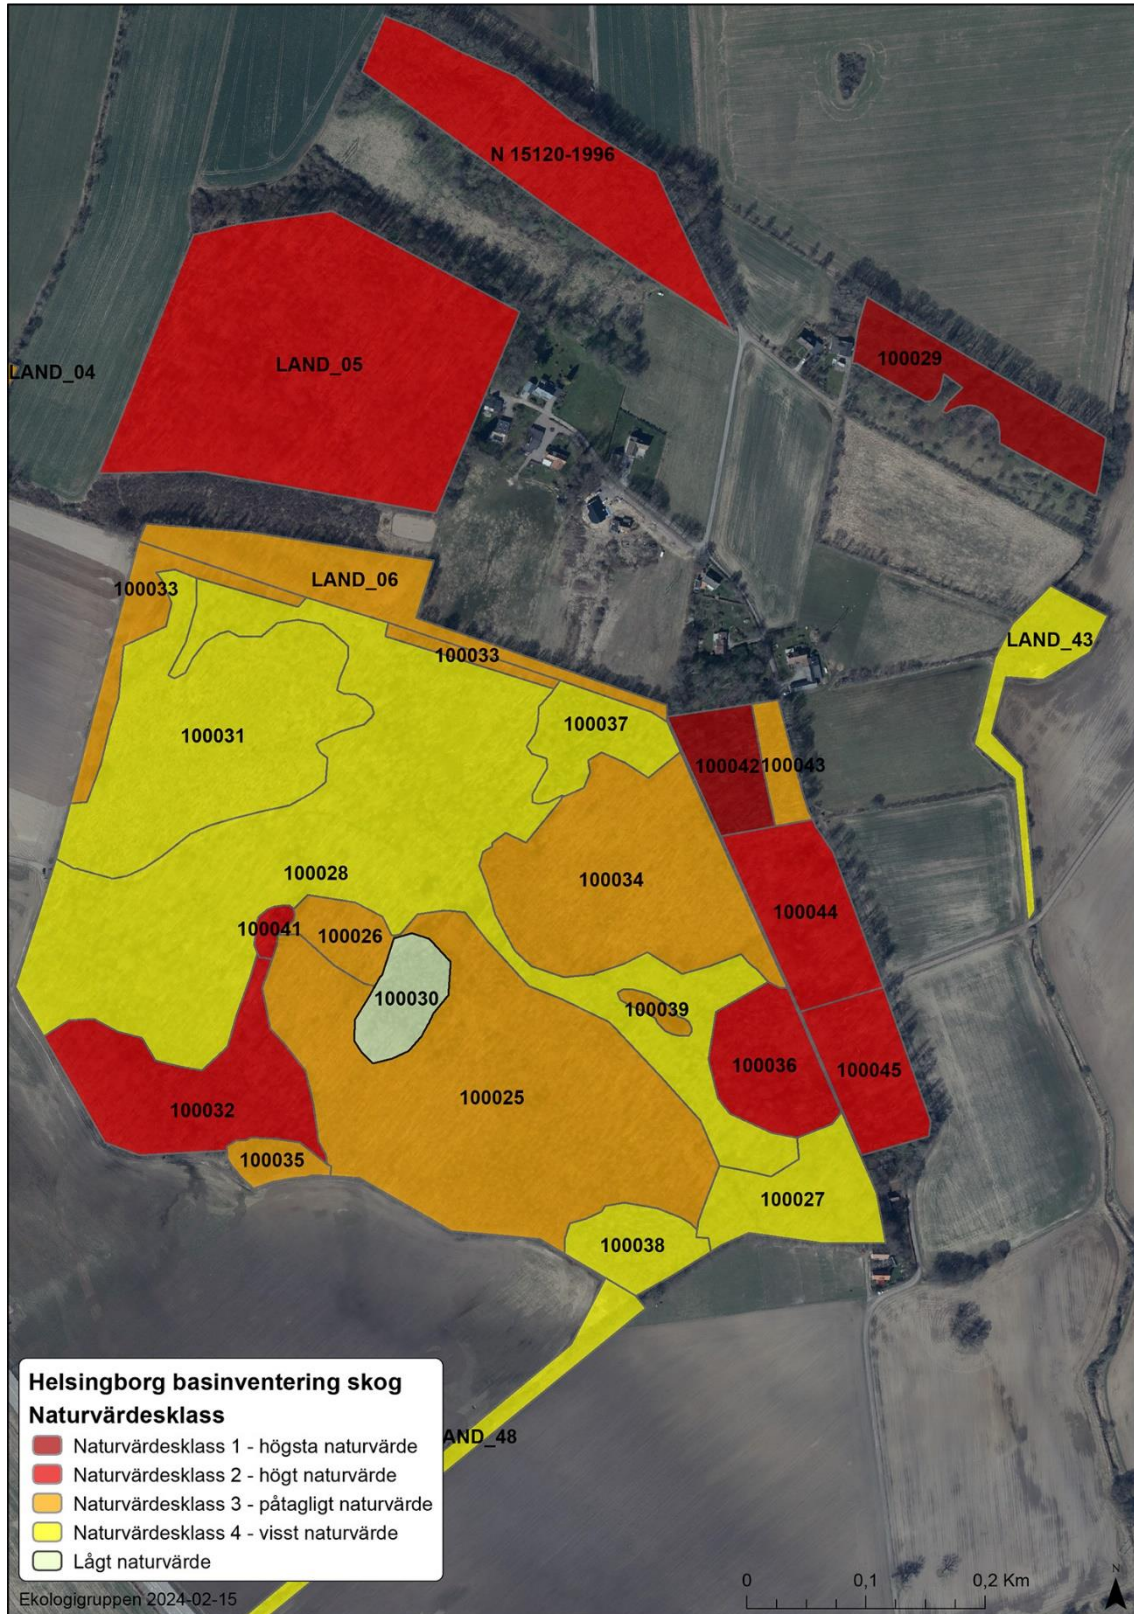 N 15120-1996
100029
LAND_05
LAND_04
LAND_06
100033
LAND_43
100033
100037
100031
100042
100043
100028
100034
100044
100041
100026
100030
100039
100036
100045
100025
100032
100035
100027
100038
AND_48
Helsingborg basinventering skog
Naturvärdesklass
Naturvärdesklass 1 - högsta naturvärde
Naturvärdesklass 2 - högt naturvärde
Naturvärdesklass 3 - påtagligt naturvärde
Naturvärdesklass 4 - visst naturvärde
Lågt naturvärde
Ekologigruppen 2024-02-15
0 0,1 0,2 Km
N